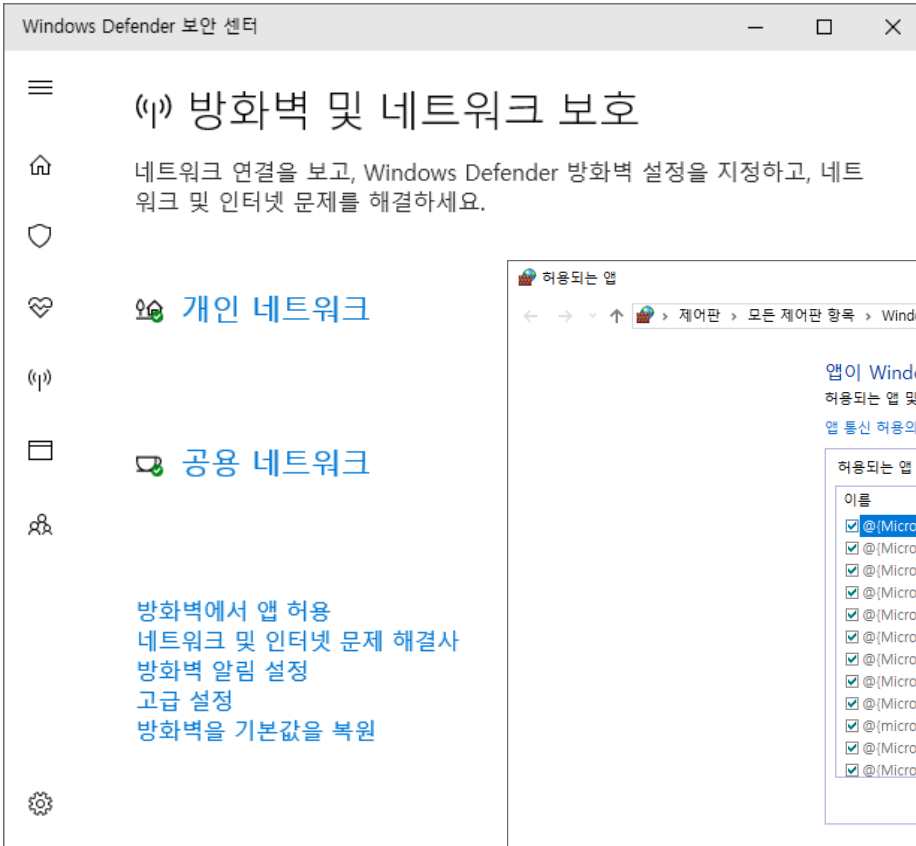 Windows Defender 보안 센터
방화벽 및 네트워크 보호
네트워크 연결을 보고, Windows Defender 방화벽 설정을 지정하고, 네트
워크 및 인터넷 문제를 해결하세요.
개인 네트워크
공용 네트워크
방화벽에서 앱 허용
네트워크 및 인터넷 문제 해결사
방화벽 알림 설정
고급 설정
방화벽을 기본값을 복원
허용되는 앱
제어판 › 모든 제어판 항목 › Wind
앱이 Wind
허용되는 앱 및
앱 통신 허용의
허용되는 앱
이름
@{Micro
@{Micro
@{Micro
@{Micro
@{Micro
@{Micro
@{Micro
@{Micro
@{Micro
@{micro
@{Micro
@{Micro